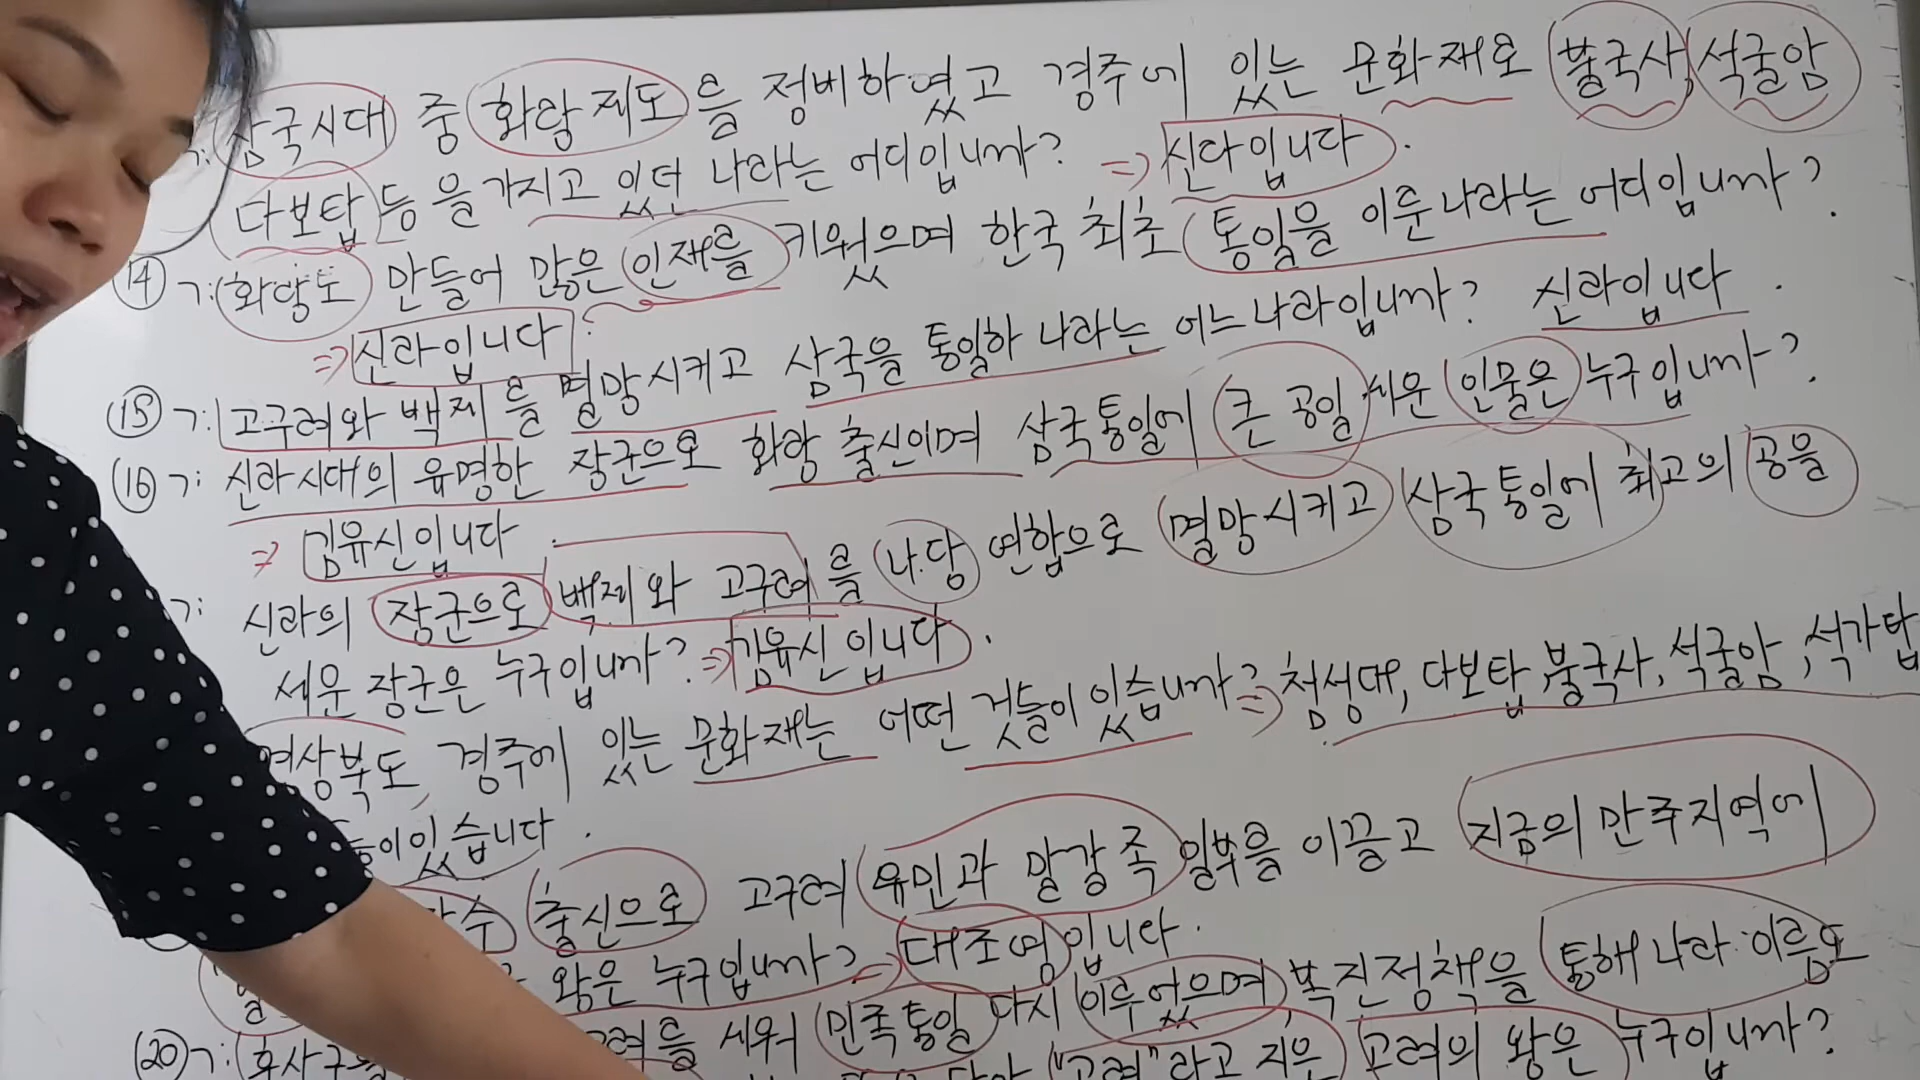 ㄱ: 삼국시대 중 화랑제도를 정비하였고 경주에 있는 문화재로 불국사, 석굴암
다보탑 등을 가지고 있던 나라는 어디입니까? => 신라입니다.
⑭ ㄱ: 화랑도 만들어 많은 인재를 키웠으며 한국 최초 통일을 이룬 나라는 어디입니까?
=> 신라입니다
⑮ ㄱ: 고구려와 백제를 멸망시키고 삼국을 통일하 나라는 어느 나라입니까? 신라입니다.
⑯ ㄱ: 신라시대의 유명한 장군으로 화랑 출신이며 삼국통일에 큰 공일 세운 인물은 누구입니까?
=> 김유신입니다.
ㄱ: 신라의 장군으로 백제와 고구려를 나.당 연합으로 멸망시키고 삼국통일에 최고의 공을
세운 장군은 누구입니까? => 김유신입니다.
상북도, 경주에 있는 문화재는 어떤 것들이 있습니까? => 첨성대, 다보탑, 불국사, 석굴암, 석가탑
들이 있습니다.
수 출신으로 고구려 유민과 말갈족 일부를 이끌고 지금의 만주지역에
왕은 누구입니까? => 대조영입니다.
⑳ ㄱ: 후삼국을 세워 민족통일 다시 이루었으며, 북진정책을 통해 나라 이름도
"고려"라고 지은 고려의 왕은 누구입니까?